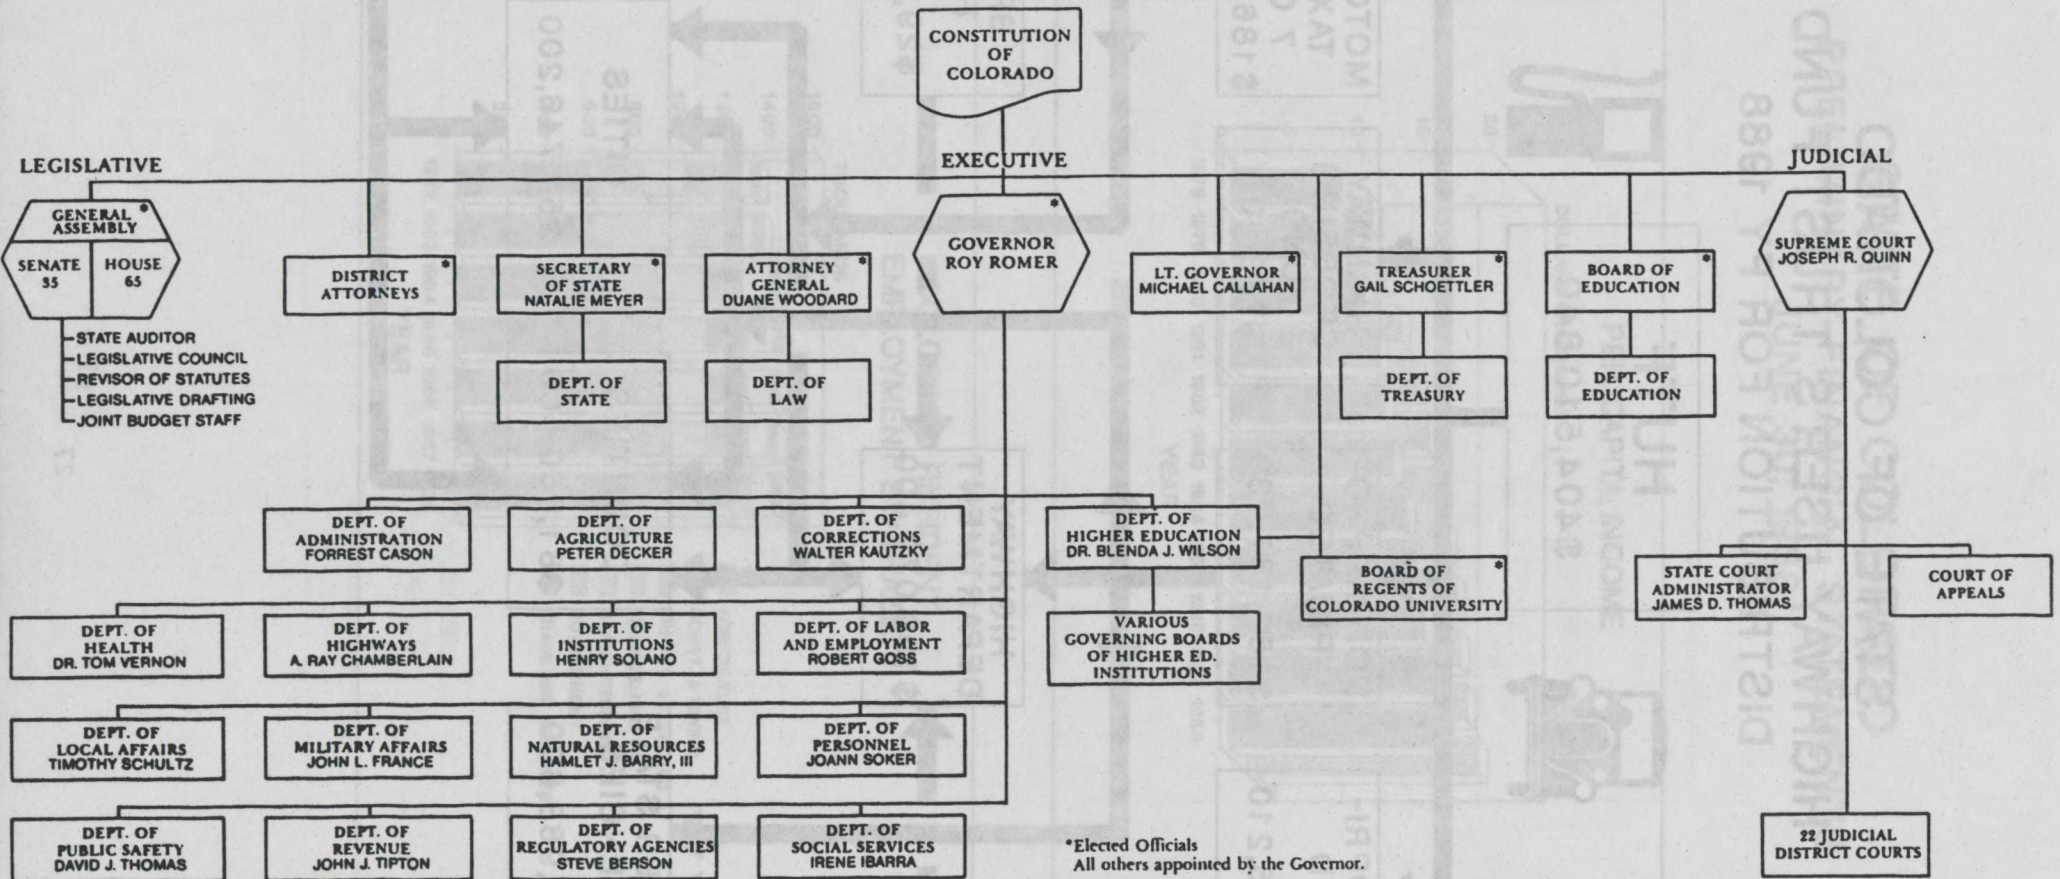 CONSTITUTION
OF
COLORADO
LEGISLATIVE
EXECUTIVE
JUDICIAL
GENERAL *
ASSEMBLY
SENATE
35
HOUSE
65
STATE AUDITOR
LEGISLATIVE COUNCIL
REVISOR OF STATUTES
LEGISLATIVE DRAFTING
JOINT BUDGET STAFF
*
DISTRICT
ATTORNEYS
SECRETARY *
OF STATE
NATALIE MEYER
DEPT. OF
STATE
ATTORNEY *
GENERAL
DUANE WOODARD
DEPT. OF
LAW
*
GOVERNOR
ROY ROMER
*
LT. GOVERNOR
MICHAEL CALLAHAN
*
TREASURER
GAIL SCHOETTLER
DEPT. OF
TREASURY
*
BOARD OF
EDUCATION
DEPT. OF
EDUCATION
SUPREME COURT
JOSEPH R. QUINN
DEPT. OF
ADMINISTRATION
FORREST CASON
DEPT. OF
AGRICULTURE
PETER DECKER
DEPT. OF
CORRECTIONS
WALTER KAUTZKY
DEPT. OF
HIGHER EDUCATION
DR. BLENDA J. WILSON
BOARD OF *
REGENTS OF
COLORADO UNIVERSITY
STATE COURT
ADMINISTRATOR
JAMES D. THOMAS
COURT OF
APPEALS
DEPT. OF
HEALTH
DR. TOM VERNON
DEPT. OF
HIGHWAYS
A. RAY CHAMBERLAIN
DEPT. OF
INSTITUTIONS
HENRY SOLANO
DEPT. OF LABOR
AND EMPLOYMENT
ROBERT GOSS
VARIOUS
GOVERNING BOARDS
OF HIGHER ED.
INSTITUTIONS
DEPT. OF
LOCAL AFFAIRS
TIMOTHY SCHULTZ
DEPT. OF
MILITARY AFFAIRS
JOHN L. FRANCE
DEPT. OF
NATURAL RESOURCES
HAMLET J. BARRY, III
DEPT. OF
PERSONNEL
JOANN SOKER
DEPT. OF
PUBLIC SAFETY
DAVID J. THOMAS
DEPT. OF
REVENUE
JOHN J. TIPTON
DEPT. OF
REGULATORY AGENCIES
STEVE BERSON
DEPT. OF
SOCIAL SERVICES
IRENE IBARRA
*Elected Officials
All others appointed by the Governor.
22 JUDICIAL
DISTRICT COURTS